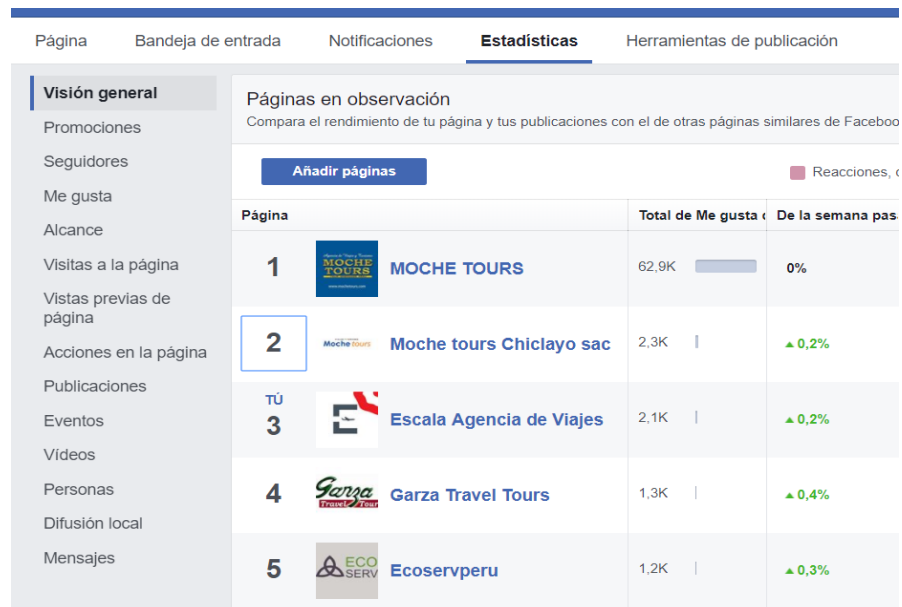 Página Bandeja de entrada Notificaciones Estadísticas Herramientas de publicación
Visión general
Promociones
Seguidores
Me gusta
Alcance
Visitas a la página
Vistas previas de
página
Acciones en la página
Publicaciones
Eventos
Vídeos
Personas
Difusión local
Mensajes
Páginas en observación
Compara el rendimiento de tu página y tus publicaciones con el de otras páginas similares de Faceboo
Añadir páginas
Reacciones,
Página Total de Me gusta De la semana pas
1 MOCHE TOURS MOCHE TOURS 62,9K 0%
2 Moche tours Moche tours Chiclayo sac 2,3K 0,2%
TÚ
3 E Escala Agencia de Viajes 2,1K 0,2%
4 Garza Travel Tour Garza Travel Tours 1,3K 0,4%
5 ECO SERV Ecoservperu 1,2K 0,3%